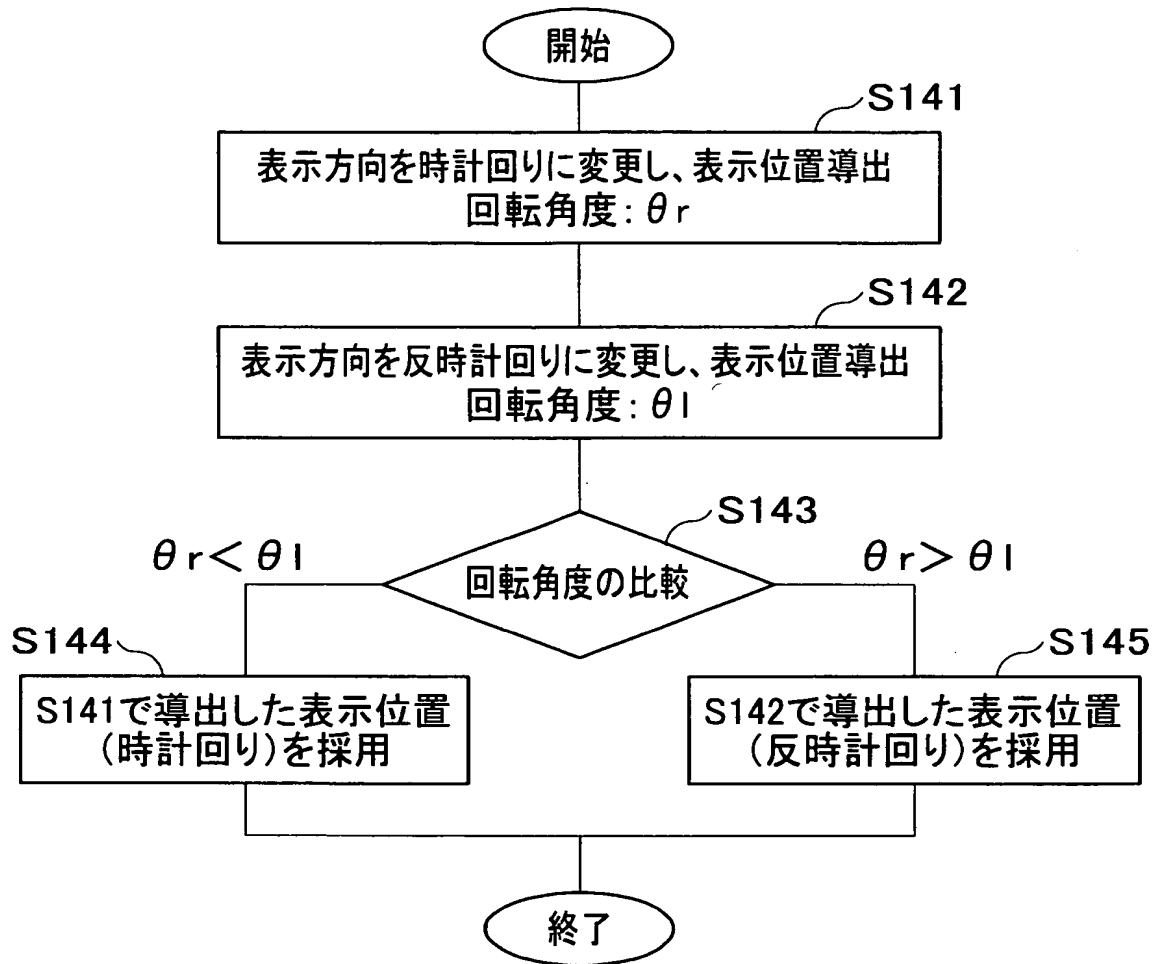 開始
S141
表示方向を時計回りに変更し、表示位置導出
回転角度:θr
S142
表示方向を反時計回りに変更し、表示位置導出
回転角度:θl
S143
θr<θl
θr>θl
回転角度の比較
S144
S145
S141で導出した表示位置
(時計回り)を採用
S142で導出した表示位置
(反時計回り)を採用
終了